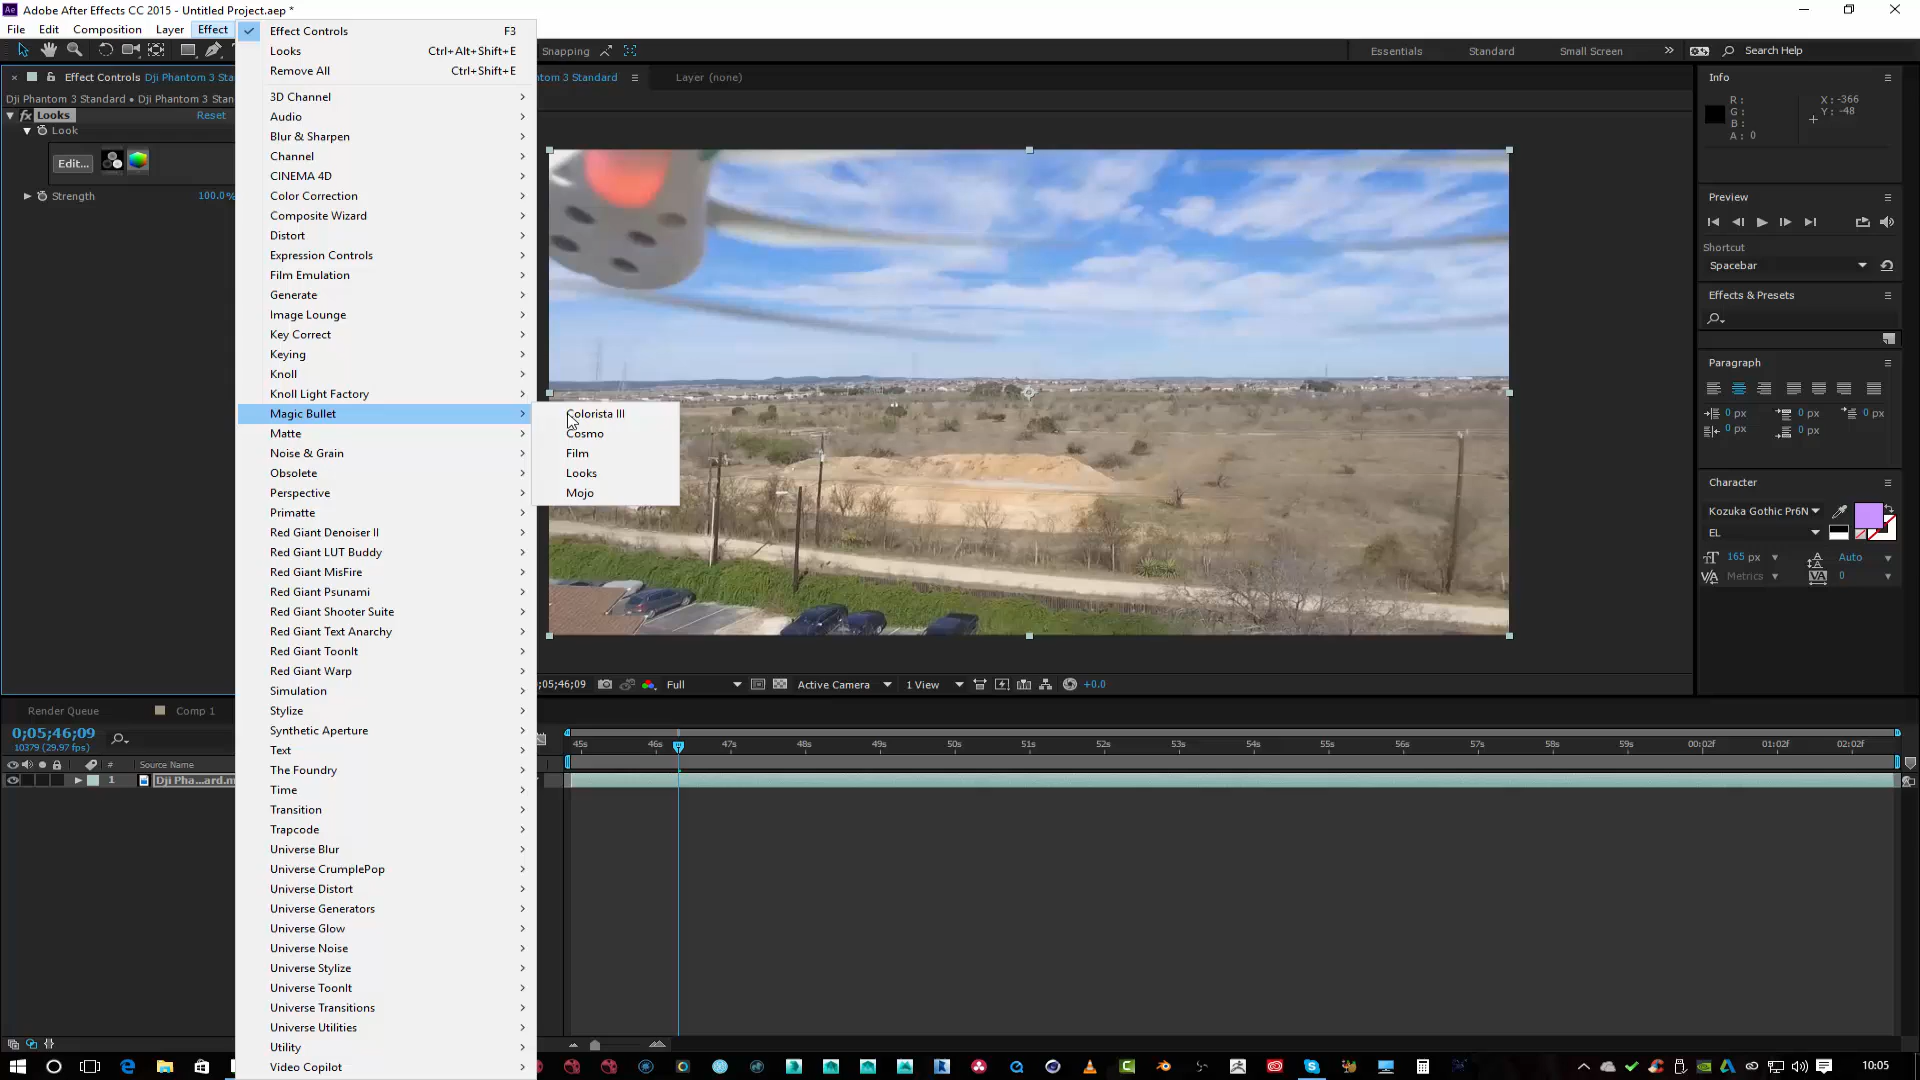 Adobe After Effects CC 2015 - Untitled Project.aep *
File Edit Composition Layer Effect
Snapping
Essentials Standard Small Screen Search Help
Effect Controls Dji Phantom 3 Sta
Dji Phantom 3 Standard • Dji Phantom 3 Stan
Looks Reset
Look
Edit...
Strength 100.0%
Effect Controls F3
Looks Ctrl+Alt+Shift+E
Remove All Ctrl+Shift+E
3D Channel
Audio
Blur & Sharpen
Channel
CINEMA 4D
Color Correction
Composite Wizard
Distort
Expression Controls
Film Emulation
Generate
Image Lounge
Key Correct
Keying
Knoll
Knoll Light Factory
Magic Bullet
Matte
Noise & Grain
Obsolete
Perspective
Primatte
Red Giant Denoiser II
Red Giant LUT Buddy
Red Giant MisFire
Red Giant Psunami
Red Giant Shooter Suite
Red Giant Text Anarchy
Red Giant ToonIt
Red Giant Warp
Simulation
Stylize
Synthetic Aperture
Text
The Foundry
Time
Transition
Trapcode
Universe Blur
Universe CrumplePop
Universe Distort
Universe Generators
Universe Glow
Universe Noise
Universe Stylize
Universe ToonIt
Universe Transitions
Universe Utilities
Utility
Video Copilot
Colorista III
Cosmo
Film
Looks
Mojo
ntom 3 Standard Layer (none)
;05;46;09 Full Active Camera 1 View +0.0
Info
R :
G :
B :
A : 0
X : -366
Y : -48
Preview
Shortcut
Spacebar
Effects & Presets
Paragraph
0 px 0 px 0 px
0 px 0 px
Character
Kozuka Gothic Pr6N
EL
165 px Auto
Metrics 0
Render Queue Comp 1
0;05;46;09
10379 (29.97 fps)
# Source Name
1 Dji Pha...ard.m
45s 46s 47s 48s 49s 50s 51s 52s 53s 54s 55s 56s 57s 58s 59s 00:02f 01:02f 02:02f
10:05